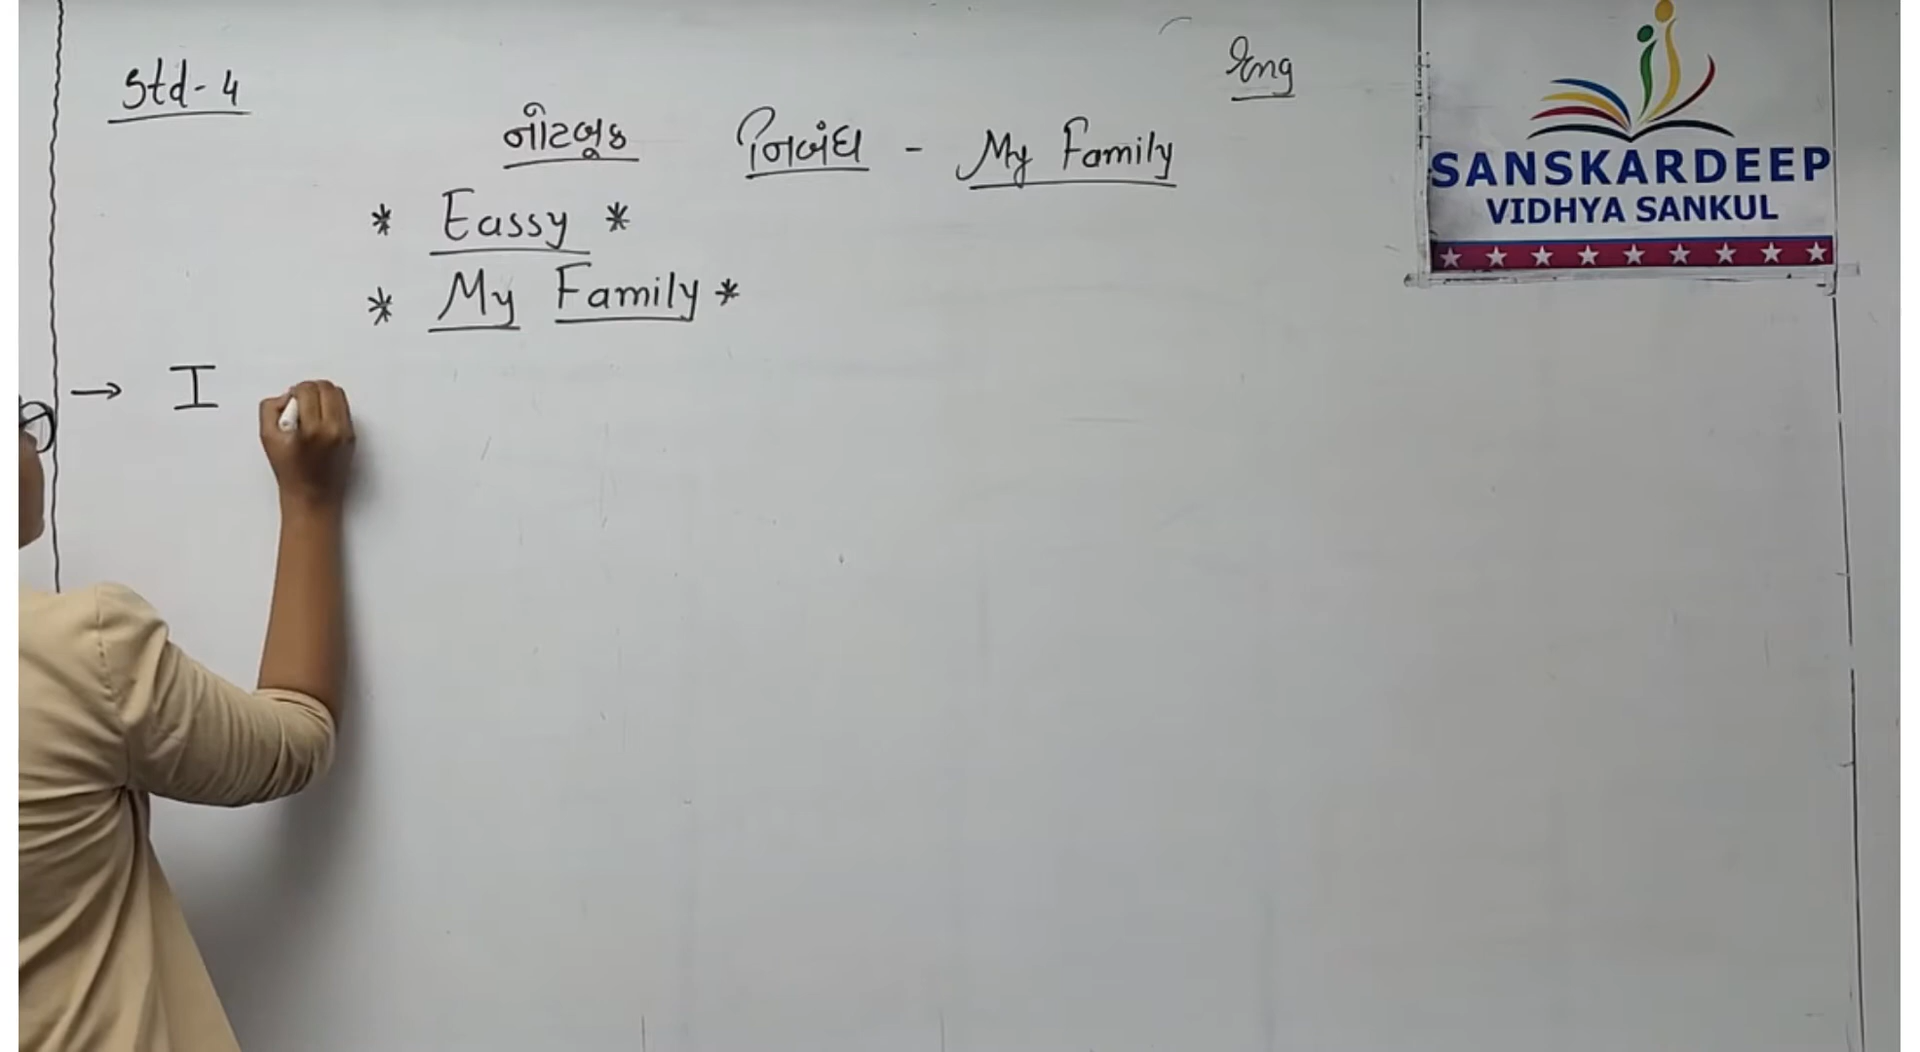 Std-4
Eng
નોટબુક નિબંધ - My Family
* Eassy *
* My Family *
→ I
SANSKARDEEP
VIDHYA SANKUL